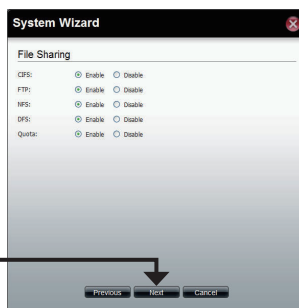 System Wizard
File Sharing
CIFS: Enable Disable
FTP: Enable Disable
NFS: Enable Disable
DFS: Enable Disable
Quota: Enable Disable
Previous Next Cancel